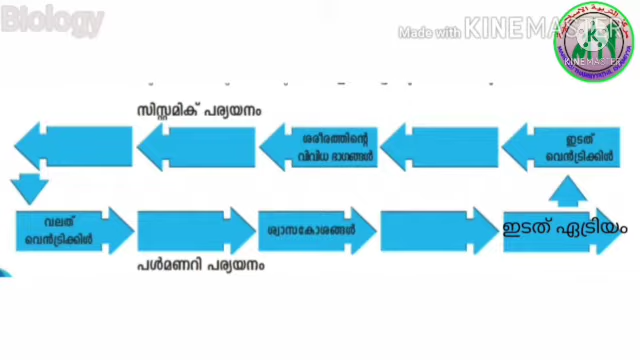 Biology
Made with KINEMASTER
KINEMASTER
സിസ്റ്റമിക് പര്യയനം
ശരീരത്തിന്റെ
വിവിധ ഭാഗങ്ങൾ
ഇടത്
വെൻട്രിക്കിൾ
വലത്
വെൻട്രിക്കിൾ
ശ്വാസകോശങ്ങൾ
ഇടത് ഏട്രിയം
പൾമണറി പര്യയനം